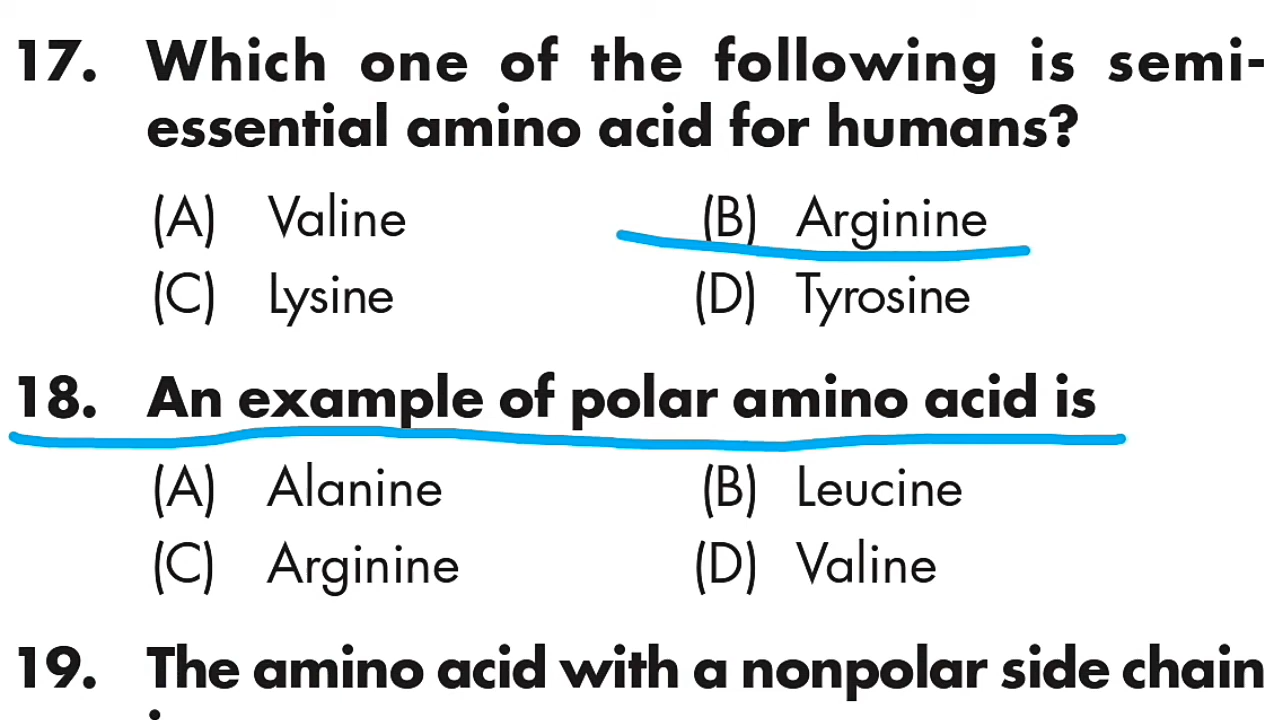 17. Which one of the following is semi-
essential amino acid for humans?
(A) Valine (B) Arginine
(C) Lysine (D) Tyrosine
18. An example of polar amino acid is
(A) Alanine (B) Leucine
(C) Arginine (D) Valine
19. The amino acid with a nonpolar side chain